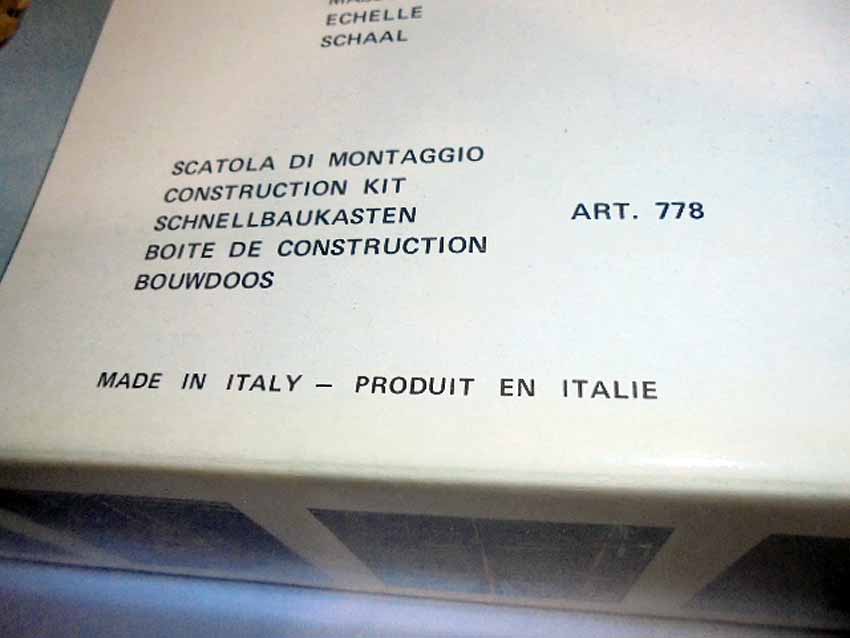 ECHELLE
SCHAAL
SCATOLA DI MONTAGGIO
CONSTRUCTION KIT
SCHNELLBAUKASTEN
BOITE DE CONSTRUCTION
BOUWDOOS
ART. 778
MADE IN ITALY — PRODUIT EN ITALIE